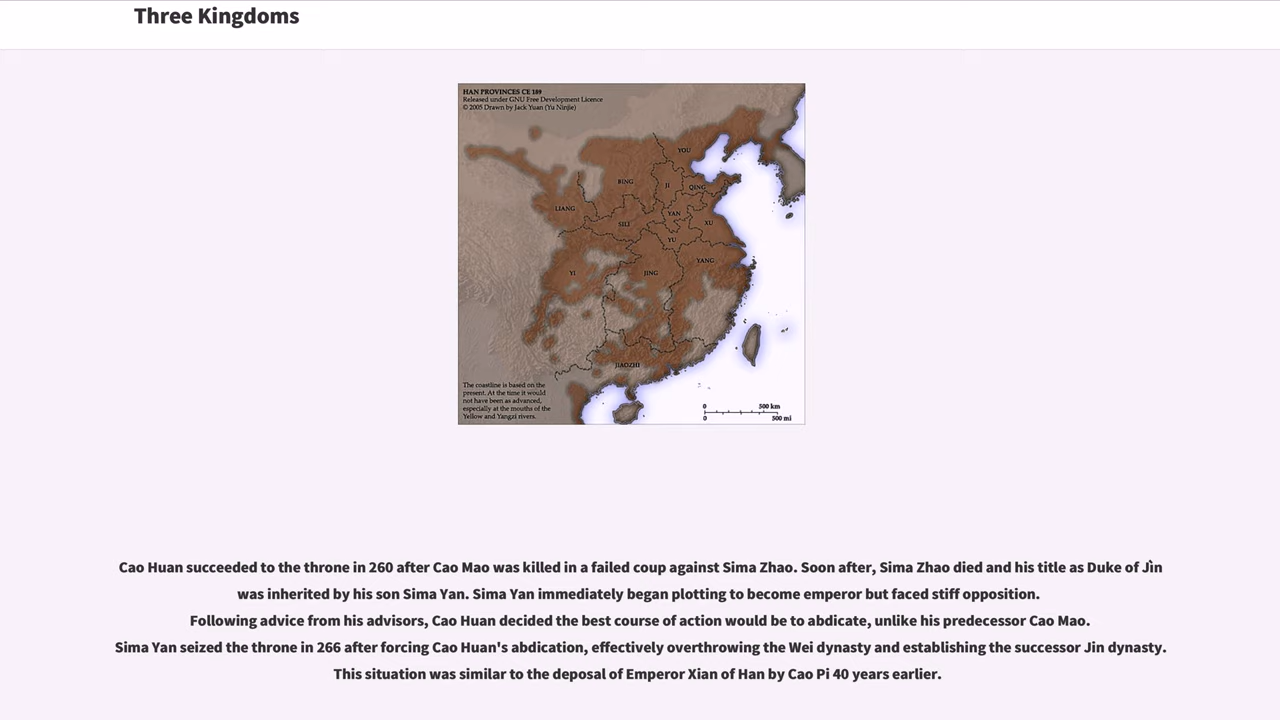 Three Kingdoms
HAN PROVINCES CE 189
Released under GNU Free Development Licence
© 2005 Drawn by Jack Yuan (Yu Ninjie)
YOU
BING
JI
QING
LIANG
YAN
SILI
XU
YU
YANG
YI
JING
JIAOZHI
The coastline is based on the
present. At the time it would
not have been as advanced,
especially at the mouths of the
Yellow and Yangzi rivers.
0 500 km
0 500 mi
Cao Huan succeeded to the throne in 260 after Cao Mao was killed in a failed coup against Sima Zhao. Soon after, Sima Zhao died and his title as Duke of Jìn
was inherited by his son Sima Yan. Sima Yan immediately began plotting to become emperor but faced stiff opposition.
Following advice from his advisors, Cao Huan decided the best course of action would be to abdicate, unlike his predecessor Cao Mao.
Sima Yan seized the throne in 266 after forcing Cao Huan's abdication, effectively overthrowing the Wei dynasty and establishing the successor Jin dynasty.
This situation was similar to the deposal of Emperor Xian of Han by Cao Pi 40 years earlier.